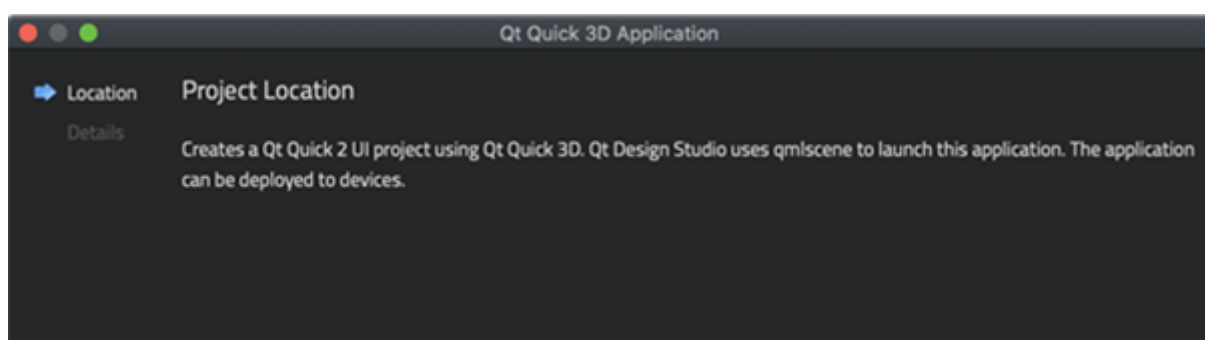 Qt Quick 3D Application
Location
Project Location
Details
Creates a Qt Quick 2 UI project using Qt Quick 3D. Qt Design Studio uses qmlscene to launch this application. The application
can be deployed to devices.